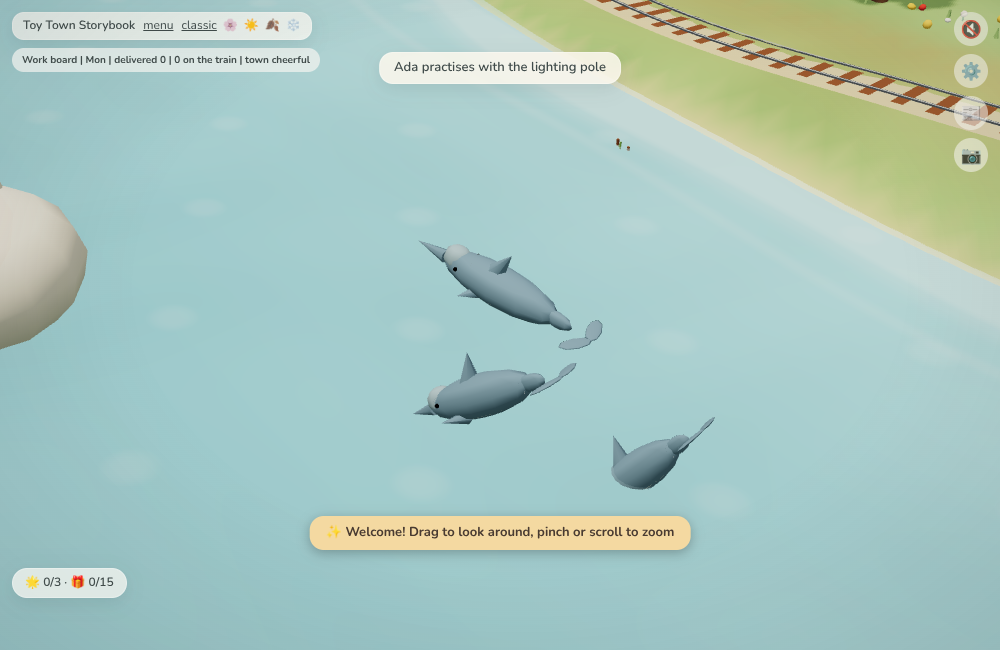 Toy Town Storybook menu classic 🌸 ☀️ 🍂 ❄️
Work board | Mon | delivered 0 | 0 on the train | town cheerful
Ada practises with the lighting pole
✨ Welcome! Drag to look around, pinch or scroll to zoom
🌟 0/3 · 🎁 0/15